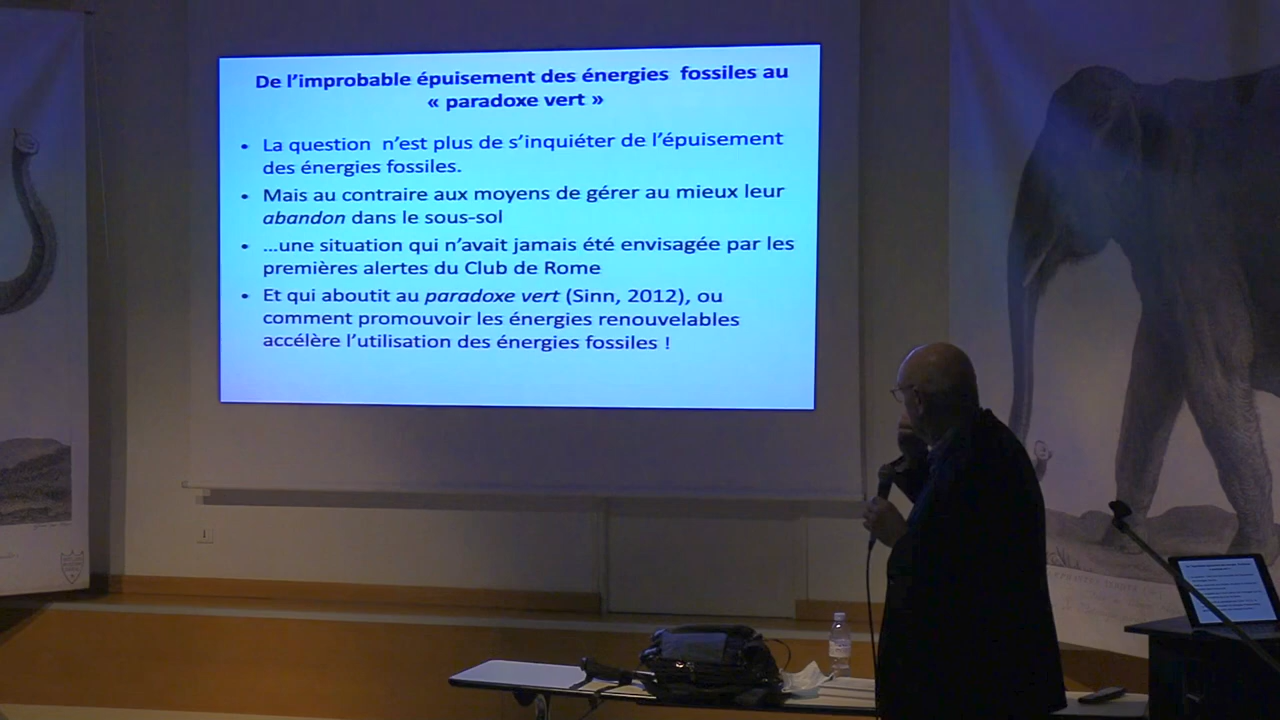 De l’improbable épuisement des énergies fossiles au
« paradoxe vert »
• La question n’est plus de s’inquiéter de l’épuisement
des énergies fossiles.
• Mais au contraire aux moyens de gérer au mieux leur
abandon dans le sous-sol
• …une situation qui n’avait jamais été envisagée par les
premières alertes du Club de Rome
• Et qui aboutit au paradoxe vert (Sinn, 2012), ou
comment promouvoir les énergies renouvelables
accélère l’utilisation des énergies fossiles !